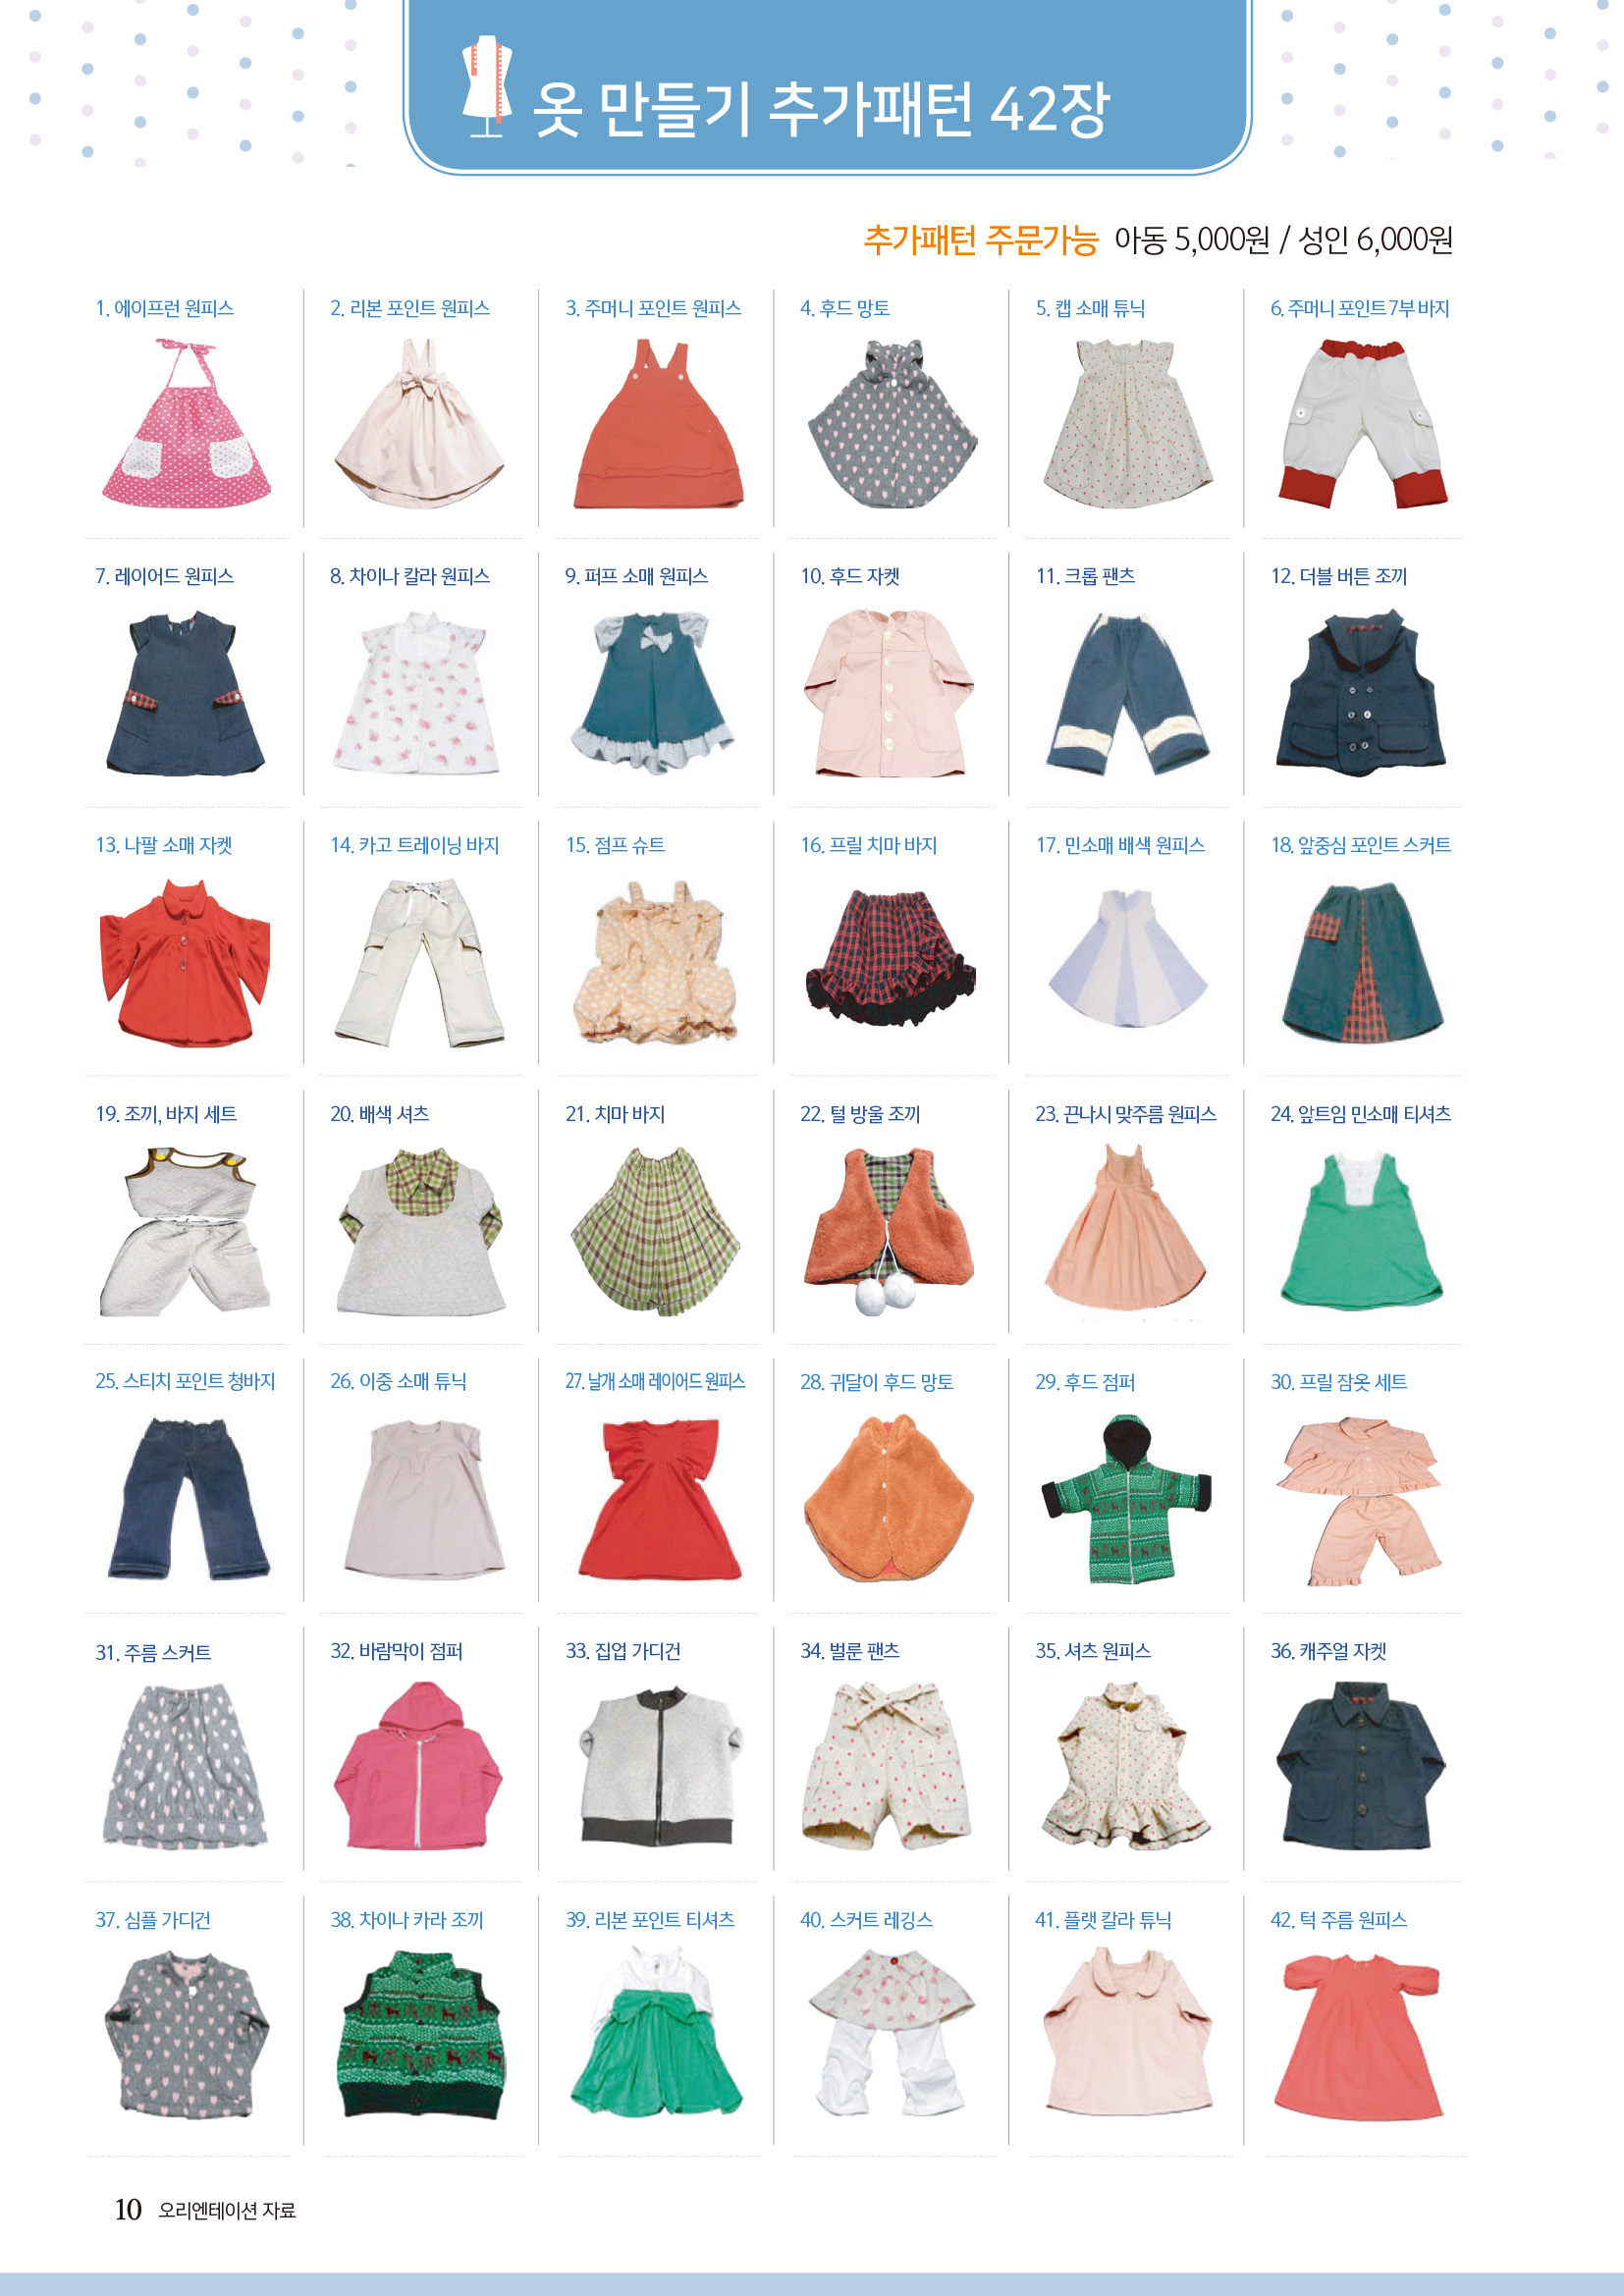 옷 만들기 추가패턴 42장
추가패턴 주문가능 아동 5,000원 / 성인 6,000원
1. 에이프런 원피스
2. 리본 포인트 원피스
3. 주머니 포인트 원피스
4. 후드 망토
5. 캡 소매 튜닉
6. 주머니 포인트 7부 바지
7. 레이어드 원피스
8. 차이나 칼라 원피스
9. 퍼프 소매 원피스
10. 후드 자켓
11. 크롭 팬츠
12. 더블 버튼 조끼
13. 나팔 소매 자켓
14. 카고 트레이닝 바지
15. 점프 슈트
16. 프릴 치마 바지
17. 민소매 배색 원피스
18. 앞중심 포인트 스커트
19. 조끼, 바지 세트
20. 배색 셔츠
21. 치마 바지
22. 털 방울 조끼
23. 끈나시 맞주름 원피스
24. 앞트임 민소매 티셔츠
25. 스티치 포인트 청바지
26. 이중 소매 튜닉
27. 날개 소매 레이어드 원피스
28. 귀달이 후드 망토
29. 후드 점퍼
30. 프릴 잠옷 세트
31. 주름 스커트
32. 바람막이 점퍼
33. 집업 가디건
34. 벌룬 팬츠
35. 셔츠 원피스
36. 캐주얼 자켓
37. 심플 가디건
38. 차이나 카라 조끼
39. 리본 포인트 티셔츠
40. 스커트 레깅스
41. 플랫 칼라 튜닉
42. 턱 주름 원피스
10 오리엔테이션 자료